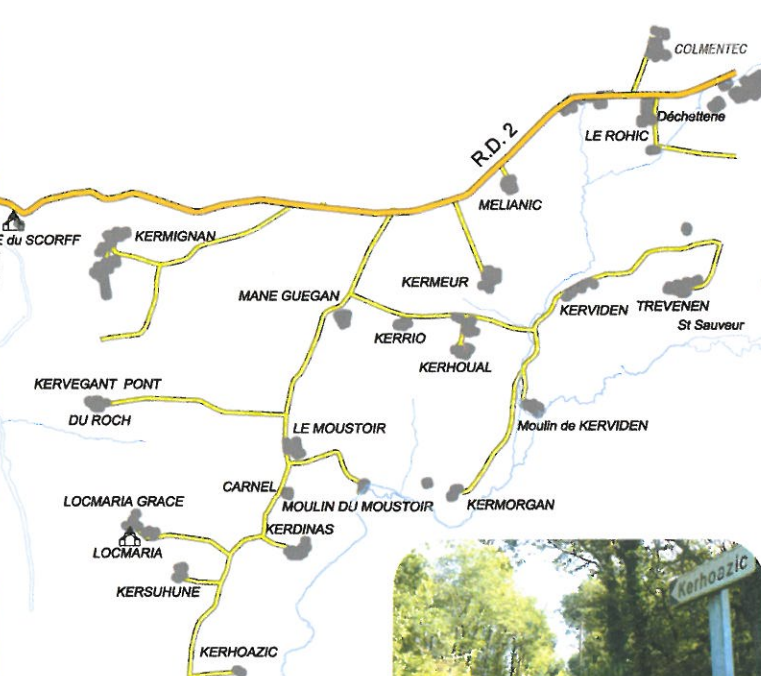 COLMENTEC
Déchetterie
LE ROHIC
R.D. 2
MELIANIC
E du SCORFF
KERMIGNAN
KERMEUR
MANE GUEGAN
KERVIDEN
TREVENEN
St Sauveur
KERRIO
KERHOUAL
KERVEGANT PONT
DU ROCH
Moulin de KERVIDEN
LE MOUSTOIR
CARNEL
MOULIN DU MOUSTOIR
KERMORGAN
LOCMARIA GRACE
KERDINAS
LOCMARIA
KERSUHUNE
Kerhoazic
KERHOAZIC